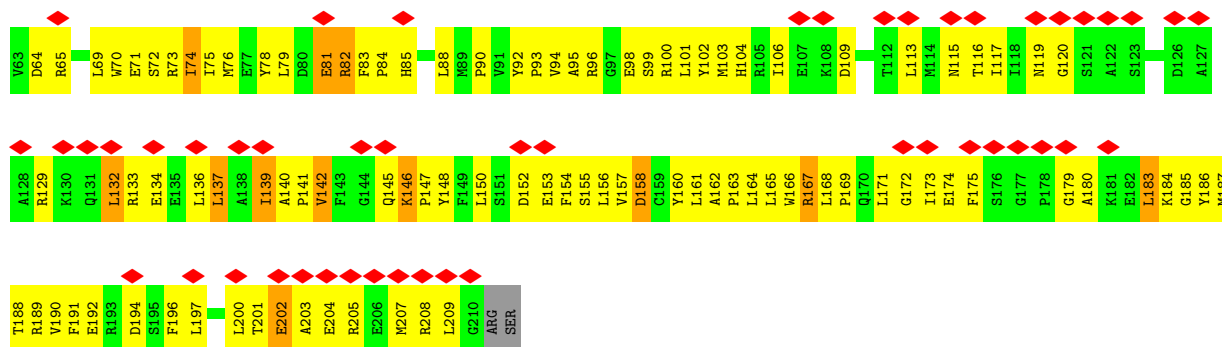 V63 D64 R65 L69 W70 E71 S72 R73 I74 I75 M76 E77 Y78 L79 D80 E81 R82 F83 P84 H85 L88 M89 P90 V91 Y92 P93 V94 A95 R96 G97 E98 S99 R100 L101 Y102 M103 H104 R105 I106 E107 K108 D109 T112 L113 M114 N115 T116 I117 I118 N119 G120 S121 A122 S123 D126 A127
A128 R129 K130 Q131 L132 R133 E134 E135 L136 L137 A138 I139 A140 P141 V142 F143 G144 Q145 K146 P147 Y148 F149 L150 S151 D152 E153 F154 S155 L156 V157 D158 C159 Y160 L161 A162 P163 L164 L165 W166 R167 L168 P169 Q170 L171 G172 I173 E174 F175 S176 G177 P178 G179 A180 K181 E182 L183 K184 G185 Y186 M187
T188 R189 V190 F191 E192 R193 D194 S195 F196 L197 L200 T201 E202 A203 E204 R205 E206 M207 R208 L209 G210 ARG SER